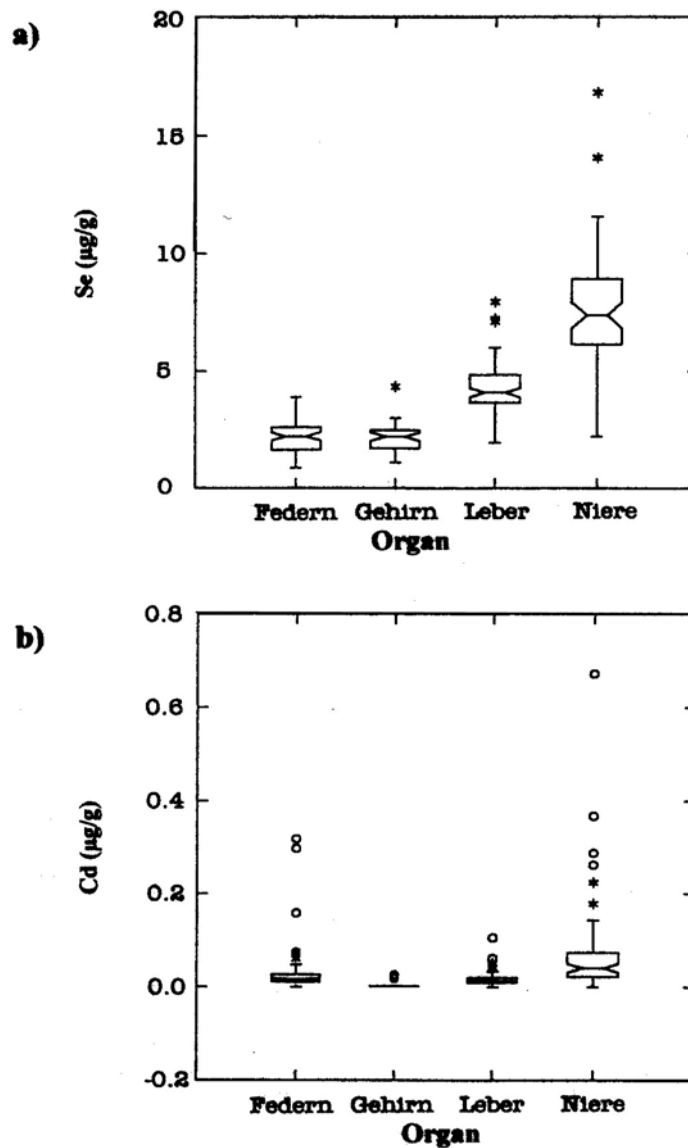 a)
20
15
10
5
0
Se (µg/g)
Federn Gehirn Leber Niere
Organ
b)
0.8
0.6
0.4
0.2
0.0
-0.2
Cd (µg/g)
Federn Gehirn Leber Niere
Organ